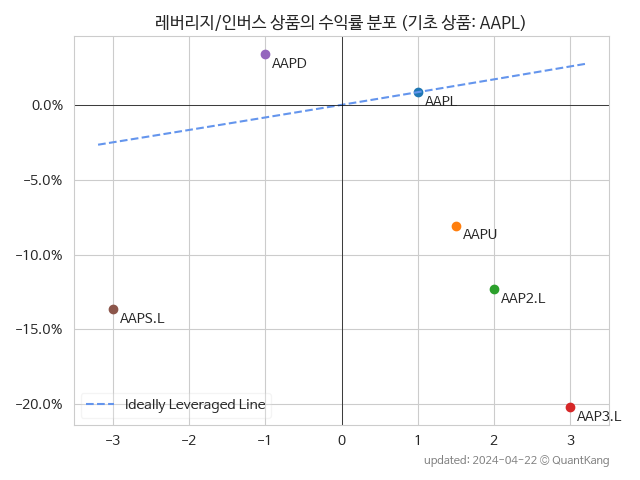 레버리지/인버스 상품의 수익률 분포 (기초 상품: AAPL)
AAPD
0.0%
AAPL
−5.0%
AAPU
−10.0%
AAP2.L
AAPS.L
−15.0%
−20.0%
Ideally Leveraged Line
AAP3.L
−3 −2 −1 0 1 2 3
updated: 2024-04-22 © QuantKang